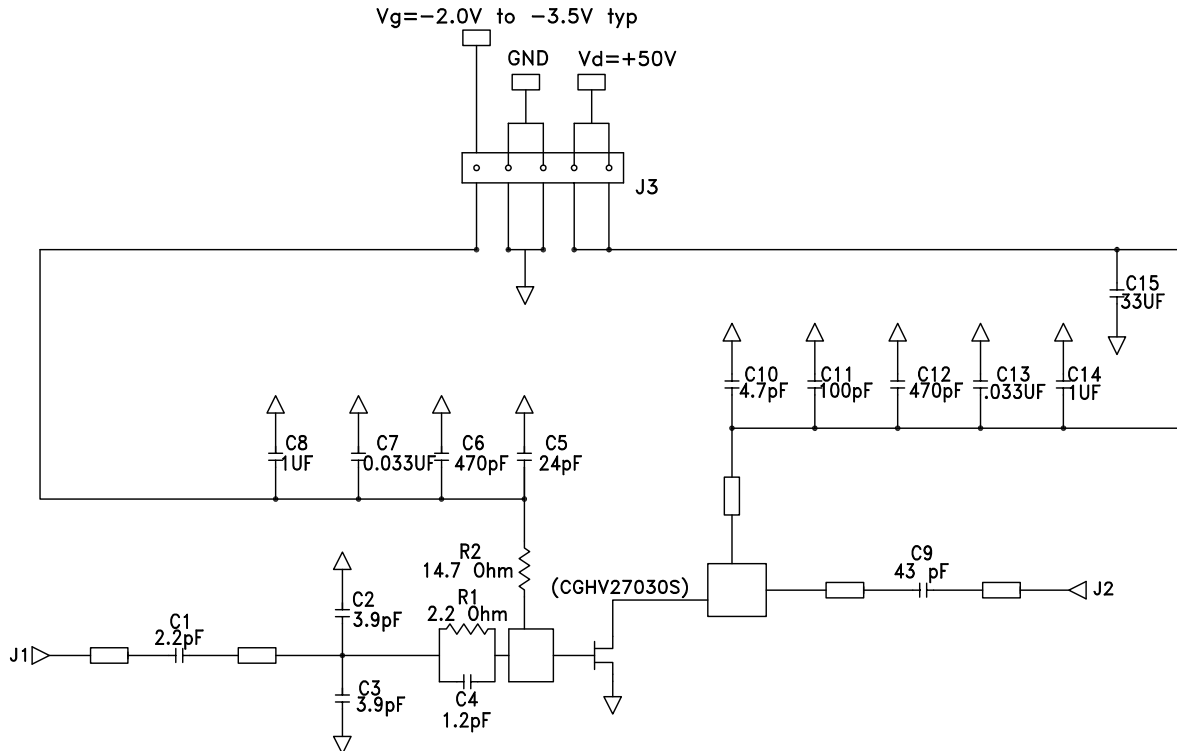 Vg=-2.0V to -3.5V typ
GND
Vd=+50V
J3
C15
33UF
C10
4.7pF
C11
100pF
C12
470pF
C13
.033UF
C14
1UF
C8
1UF
C7
0.033UF
C6
470pF
C5
24pF
R2
14.7 Ohm
R1
2.2 Ohm
(CGHV27030S)
C9
43 pF
J2
C2
3.9pF
C1
2.2pF
J1
C3
3.9pF
C4
1.2pF